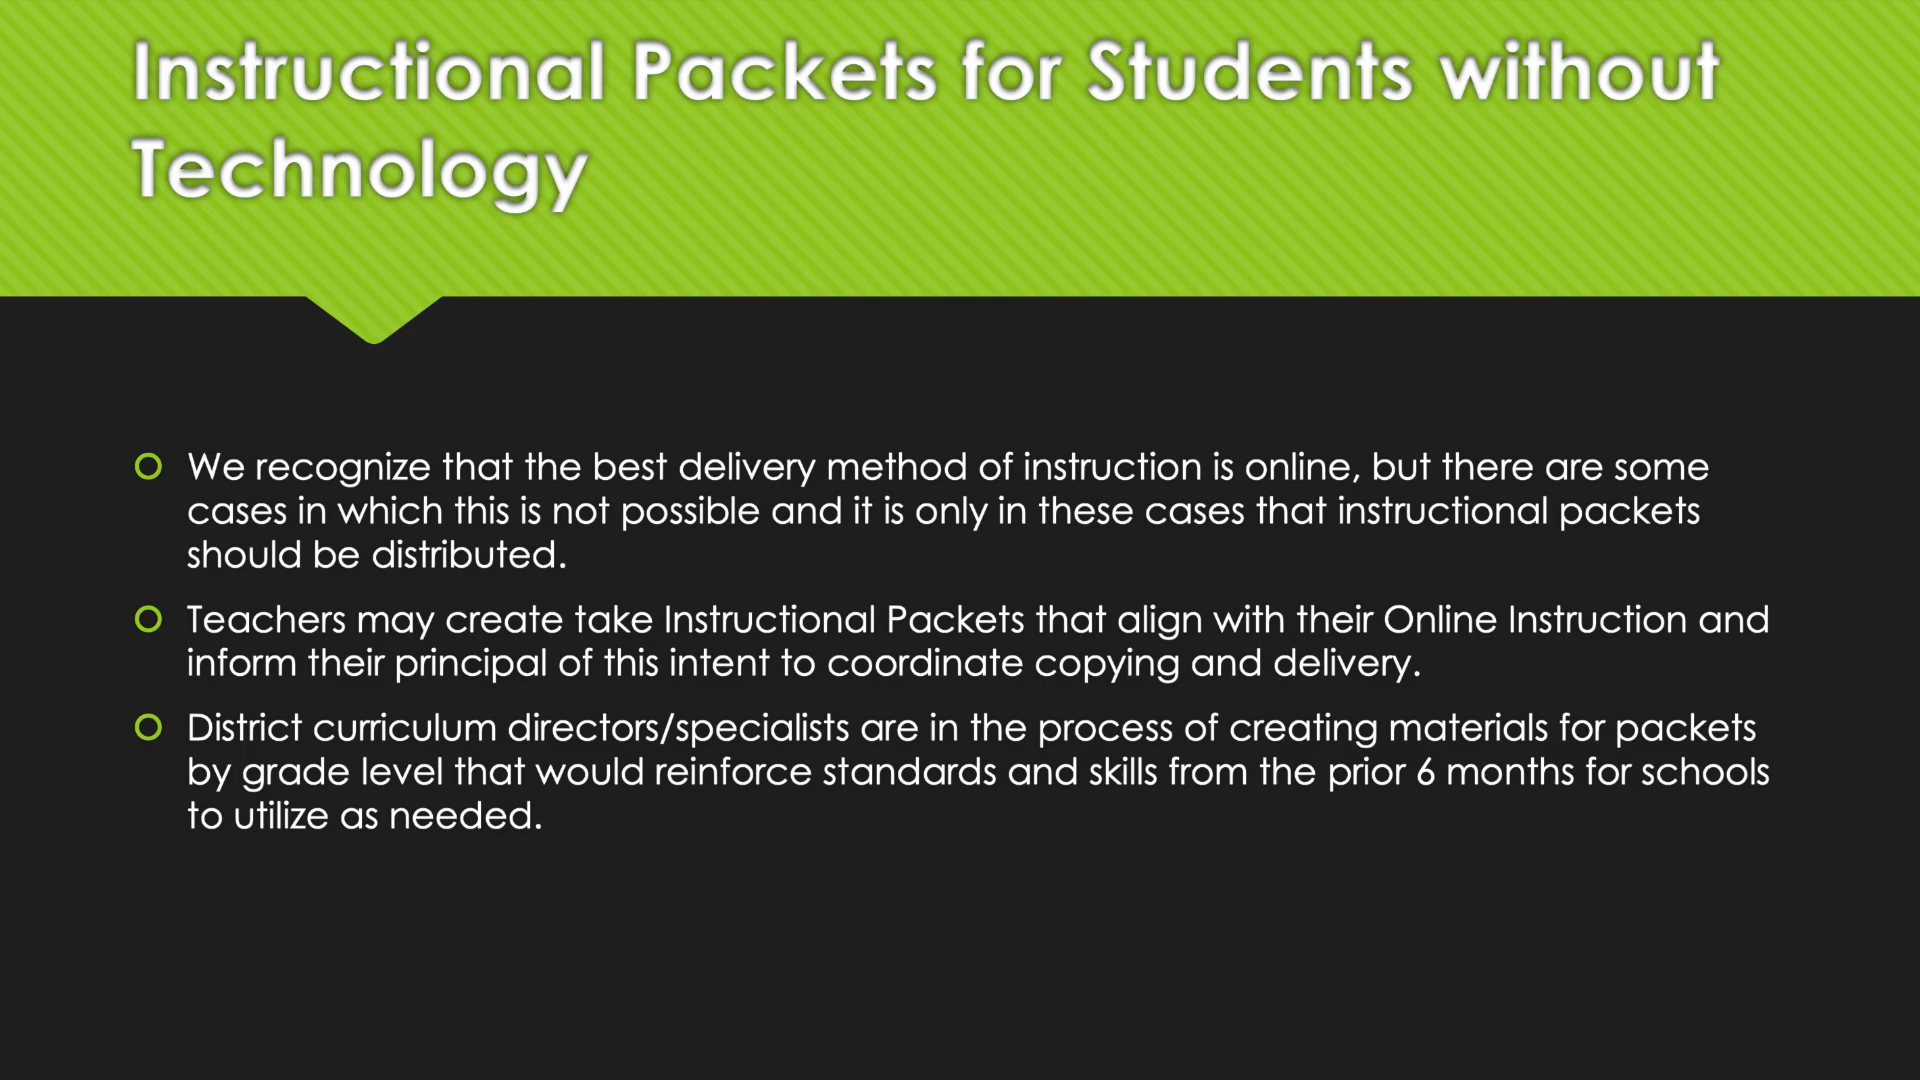 Instructional Packets for Students without
Technology
We recognize that the best delivery method of instruction is online, but there are some
cases in which this is not possible and it is only in these cases that instructional packets
should be distributed.
Teachers may create take Instructional Packets that align with their Online Instruction and
inform their principal of this intent to coordinate copying and delivery.
District curriculum directors/specialists are in the process of creating materials for packets
by grade level that would reinforce standards and skills from the prior 6 months for schools
to utilize as needed.